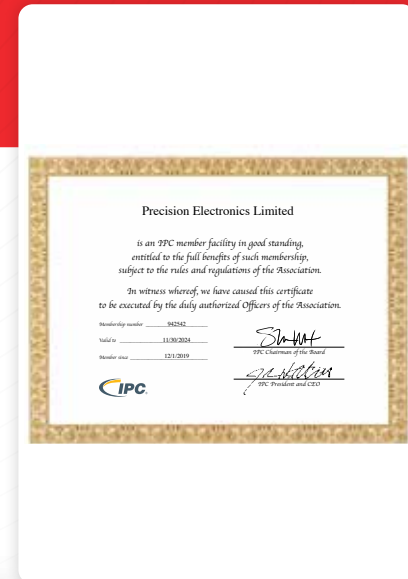 Precision Electronics Limited
is an IPC member facility in good standing,
entitled to the full benefits of such membership,
subject to the rules and regulations of the Association.
In witness whereof, we have caused this certificate
to be executed by the duly authorized Officers of the Association.
Membership number 942542
Valid to 11/30/2024
Member since 12/1/2019
IPC Chairman of the Board
IPC President and CEO
IPC